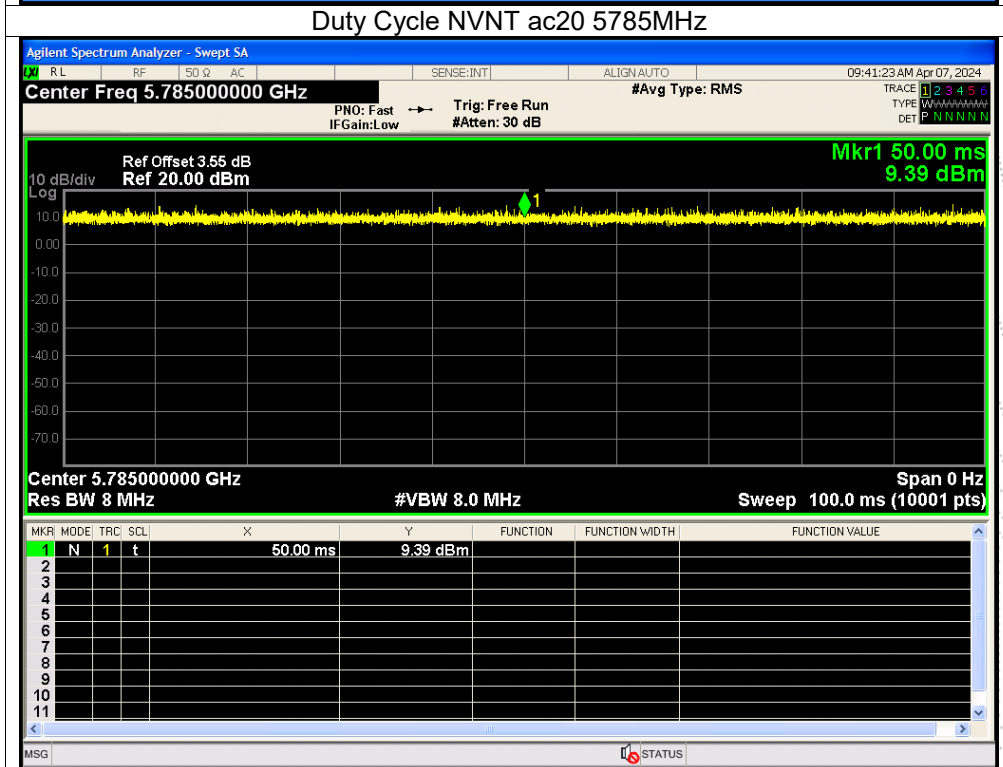 Duty Cycle NVNT ac20 5785MHz
Agilent Spectrum Analyzer - Swept SA
LXI RL RF 50 Ω AC SENSE:INT ALIGN AUTO 09:41:23 AM Apr 07, 2024
Center Freq 5.785000000 GHz #Avg Type: RMS TRACE 1 2 3 4 5 6
PNO: Fast Trig: Free Run TYPE WWWWWW
IFGain:Low #Atten: 30 dB DET P N N N N N
Mkr1 50.00 ms
Ref Offset 3.55 dB
10 dB/div Ref 20.00 dBm 9.39 dBm
Log
1
10.0
0.00
-10.0
-20.0
-30.0
-40.0
-50.0
-60.0
-70.0
Center 5.785000000 GHz Span 0 Hz
Res BW 8 MHz #VBW 8.0 MHz Sweep 100.0 ms (10001 pts)
MKR MODE TRC SCL X Y FUNCTION FUNCTION WIDTH FUNCTION VALUE
1 N 1 t 50.00 ms 9.39 dBm
2
3
4
5
6
7
8
9
10
11
MSG STATUS